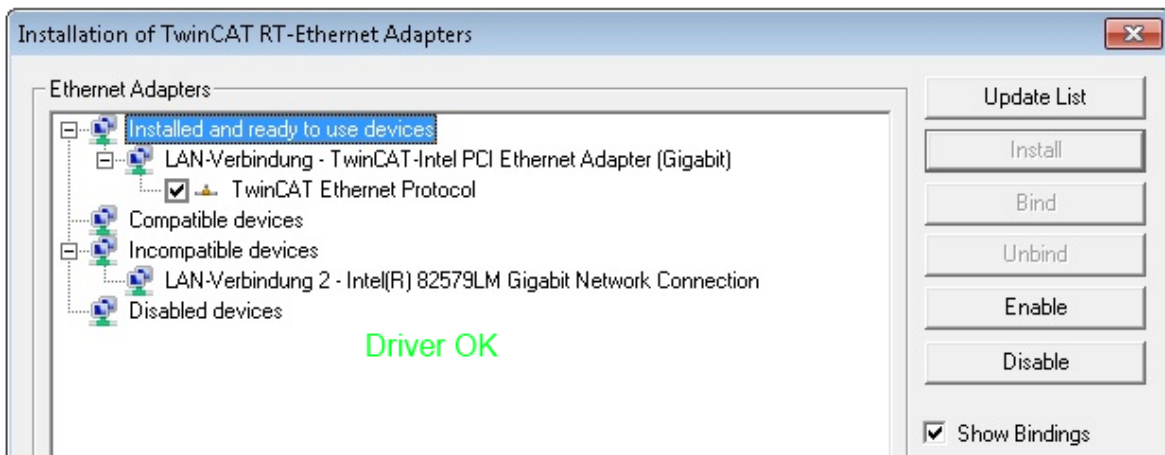 Installation of TwinCAT RT-Ethernet Adapters
Ethernet Adapters
Installed and ready to use devices
LAN-Verbindung - TwinCAT-Intel PCI Ethernet Adapter (Gigabit)
TwinCAT Ethernet Protocol
Compatible devices
Incompatible devices
LAN-Verbindung 2 - Intel(R) 82579LM Gigabit Network Connection
Disabled devices
Driver OK
Update List
Install
Bind
Unbind
Enable
Disable
Show Bindings